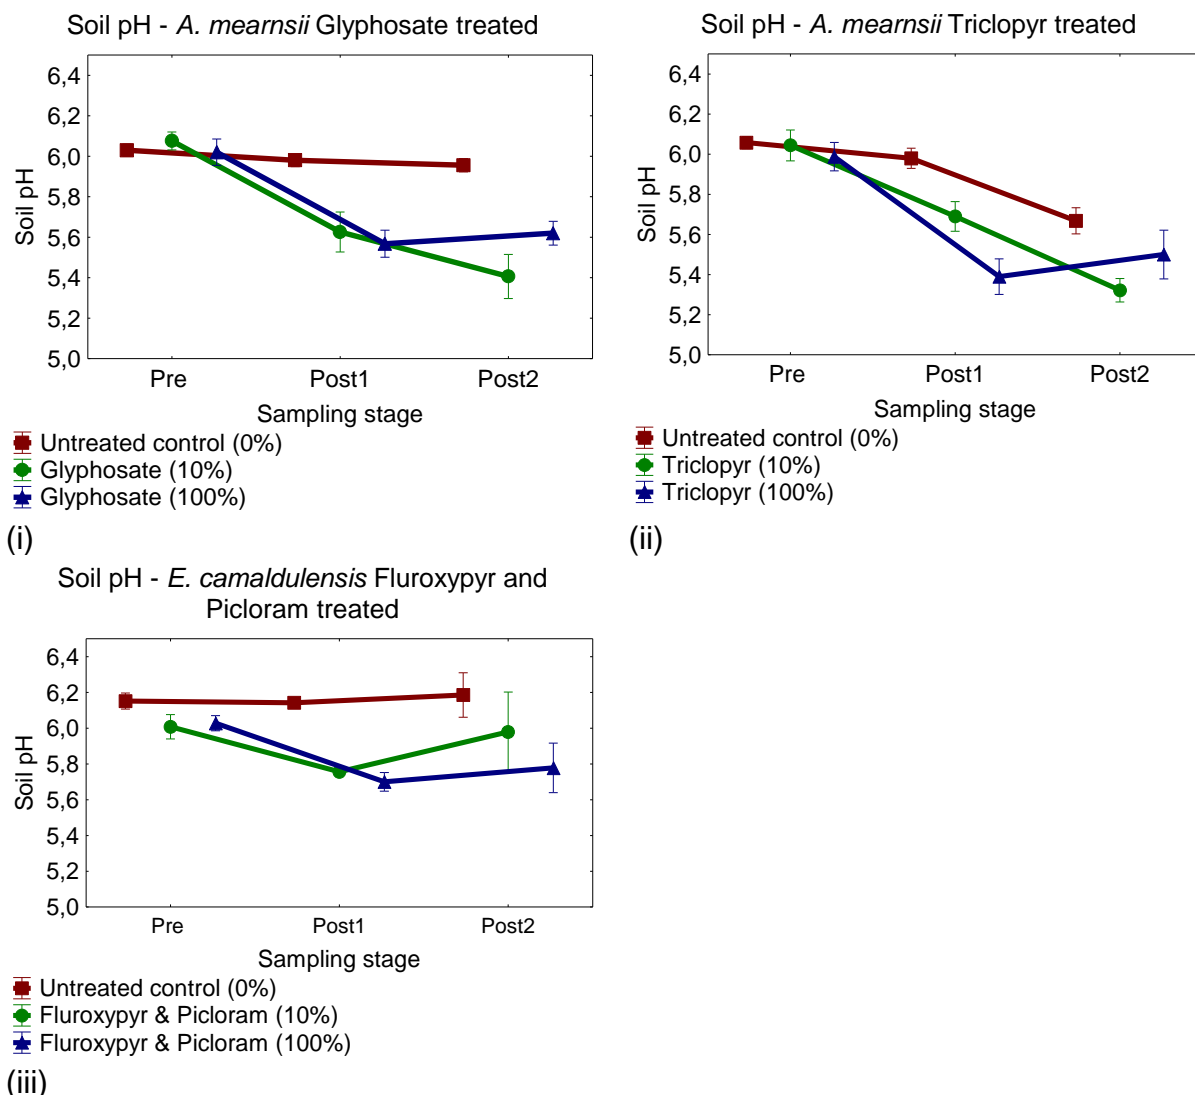 Soil pH - A. mearnsii Glyphosate treated
6,4
6,2
6,0
5,8
5,6
5,4
5,2
5,0
Soil pH
Pre Post1 Post2
Sampling stage
Untreated control (0%)
Glyphosate (10%)
Glyphosate (100%)
(i)
Soil pH - A. mearnsii Triclopyr treated
6,4
6,2
6,0
5,8
5,6
5,4
5,2
5,0
Soil pH
Pre Post1 Post2
Sampling stage
Untreated control (0%)
Triclopyr (10%)
Triclopyr (100%)
(ii)
Soil pH - E. camaldulensis Fluroxypyr and
Picloram treated
6,4
6,2
6,0
5,8
5,6
5,4
5,2
5,0
Soil pH
Pre Post1 Post2
Sampling stage
Untreated control (0%)
Fluroxypyr & Picloram (10%)
Fluroxypyr & Picloram (100%)
(iii)